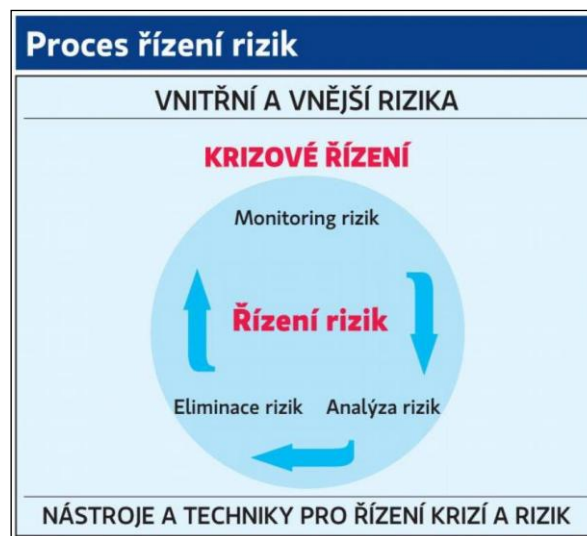 Proces řízení rizik
VNITŘNÍ A VNĚJŠÍ RIZIKA
KRIZOVÉ ŘÍZENÍ
Monitoring rizik
Řízení rizik
Eliminace rizik Analýza rizik
NÁSTROJE A TECHNIKY PRO ŘÍZENÍ KRIZÍ A RIZIK